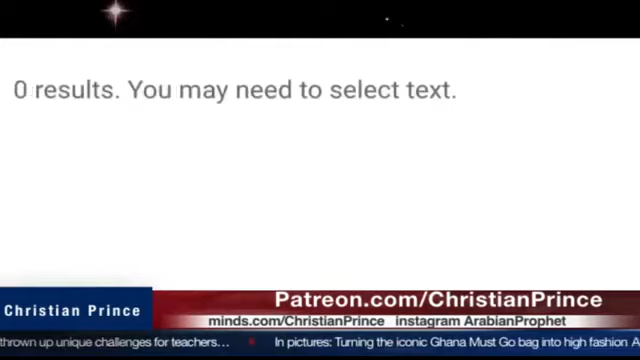 0 results. You may need to select text.
Christian Prince
Patreon.com/ChristianPrince
minds.com/ChristianPrince instagram ArabianProphet
thrown up unique challenges for teachers... In pictures: Turning the iconic Ghana Must Go bag into high fashion A